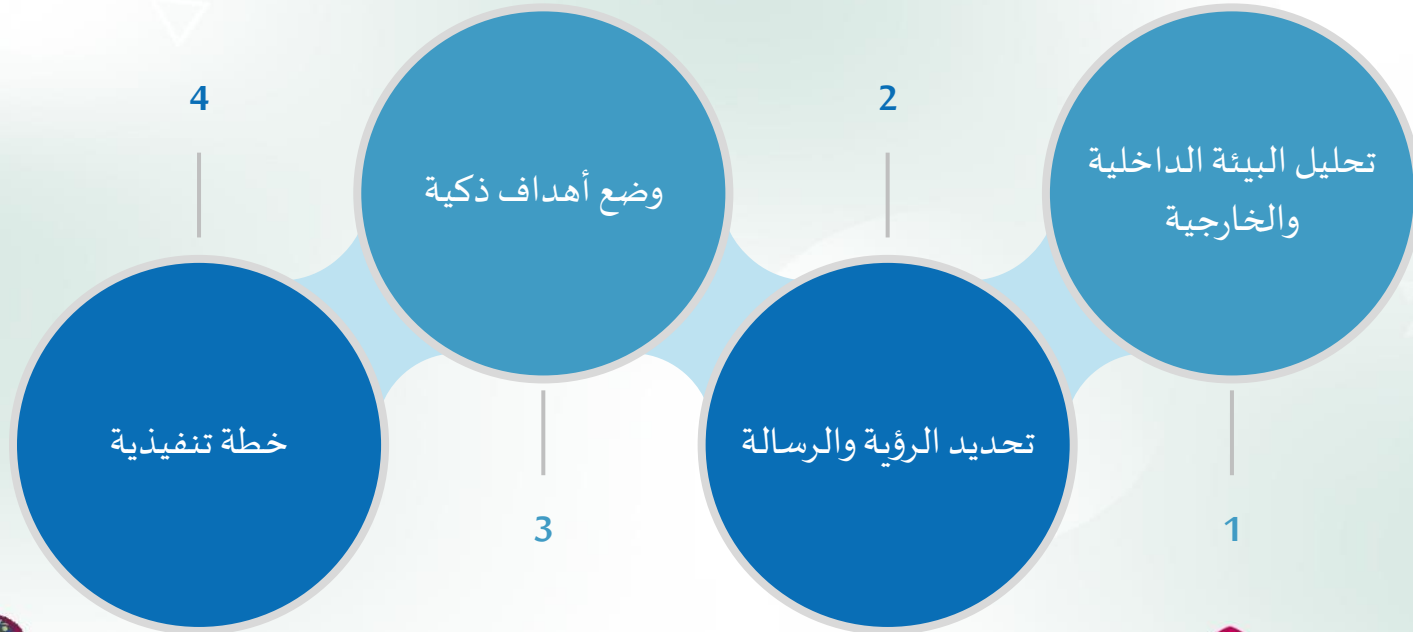 1
تحليل البيئة الداخلية
والخارجية
2
تحديد الرؤية والرسالة
3
وضع أهداف ذكية
4
خطة تنفيذية